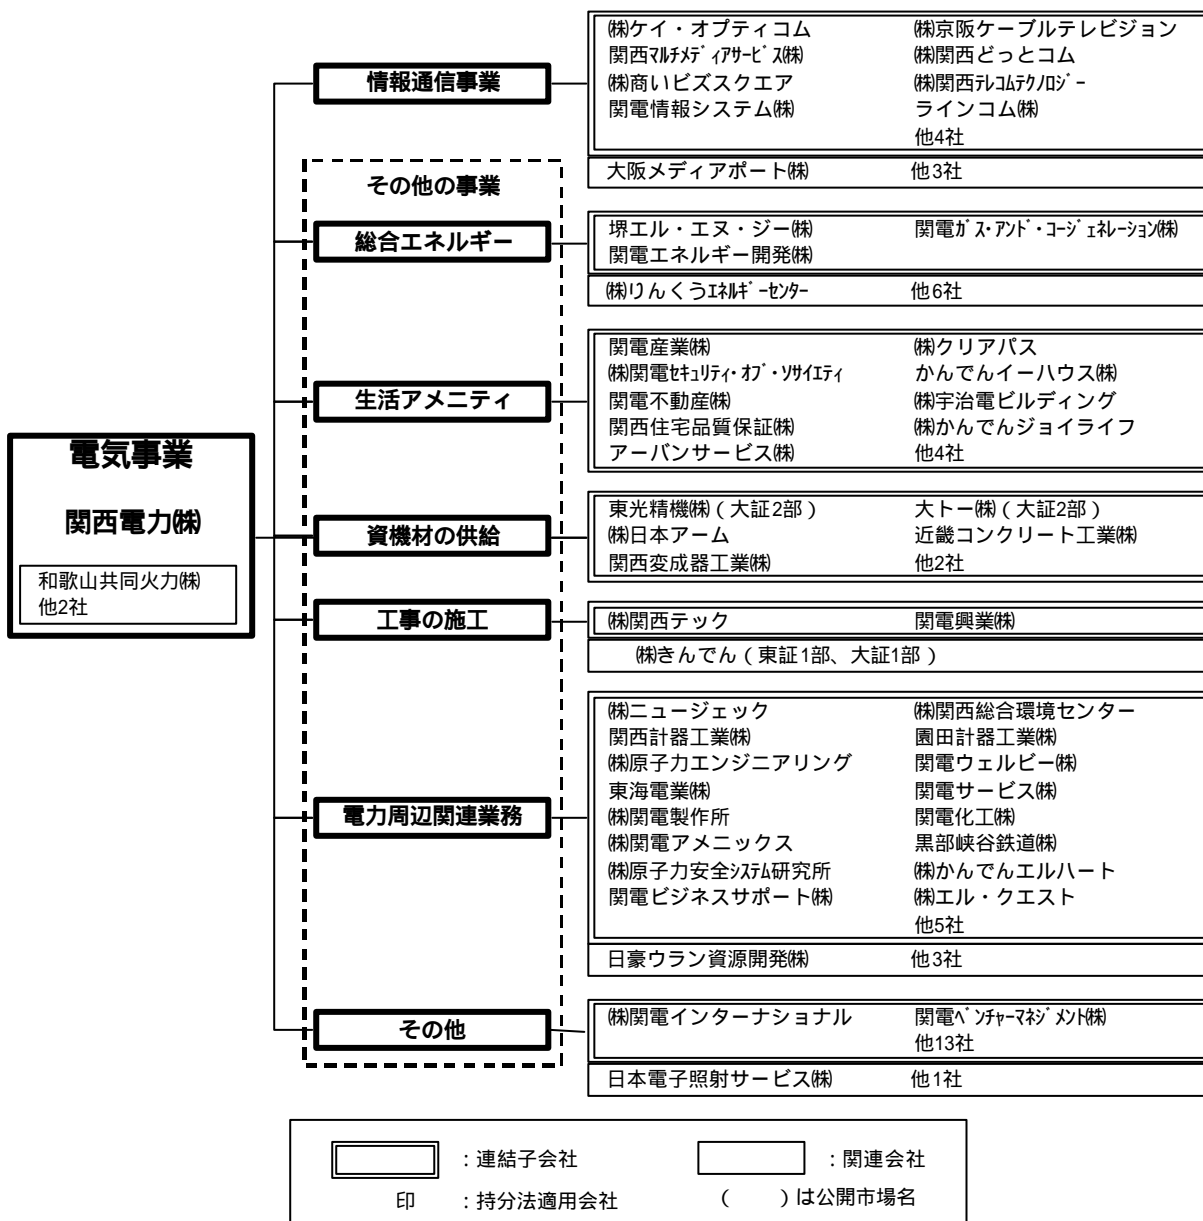 ㈱ケイ・オプティコム ㈱京阪ケーブルテレビジョン
関西ﾏﾙﾁﾒﾃﾞｨｱｻｰﾋﾞｽ㈱ ㈱関西どっとコム
㈱商いビズスクエア ㈱関西ﾃﾚｺﾑﾃｸﾉﾛｼﾞｰ
関電情報システム㈱ ラインコム㈱
他4社
情報通信事業
大阪メディアポート㈱ 他3社
その他の事業
総合エネルギー
堺エル・エヌ・ジー㈱ 関電ｶﾞｽ・ｱﾝﾄﾞ・ｺｰｼﾞｪﾈﾚｰｼｮﾝ㈱
関電エネルギー開発㈱
㈱りんくうｴﾈﾙｷﾞｰｾﾝﾀｰ 他6社
生活アメニティ
関電産業㈱ ㈱クリアパス
㈱関電ｾｷｭﾘﾃｨ・ｵﾌﾞ・ｿｻｲｴﾃｨ かんでんイーハウス㈱
関電不動産㈱ ㈱宇治電ビルディング
関西住宅品質保証㈱ ㈱かんでんジョイライフ
アーバンサービス㈱ 他4社
電気事業
関西電力㈱
和歌山共同火力㈱
他2社
資機材の供給
東光精機㈱（大証2部） 大トー㈱（大証2部）
㈱日本アーム 近畿コンクリート工業㈱
関西変成器工業㈱ 他2社
工事の施工
㈱関西テック 関電興業㈱
㈱きんでん（東証1部、大証1部）
電力周辺関連業務
㈱ニュージェック ㈱関西総合環境センター
関西計器工業㈱ 園田計器工業㈱
㈱原子力エンジニアリング 関電ウェルビー㈱
東海電業㈱ 関電サービス㈱
㈱関電製作所 関電化工㈱
㈱関電アメニックス 黒部峡谷鉄道㈱
㈱原子力安全ｼｽﾃﾑ研究所 ㈱かんでんエルハート
関電ビジネスサポート㈱ ㈱エル・クエスト
他5社
日豪ウラン資源開発㈱ 他3社
その他
㈱関電インターナショナル 関電ﾍﾞﾝﾁｬｰﾏﾈｼﾞﾒﾝﾄ㈱
他13社
日本電子照射サービス㈱ 他1社
：連結子会社 ：関連会社
印 ：持分法適用会社 （ ）は公開市場名